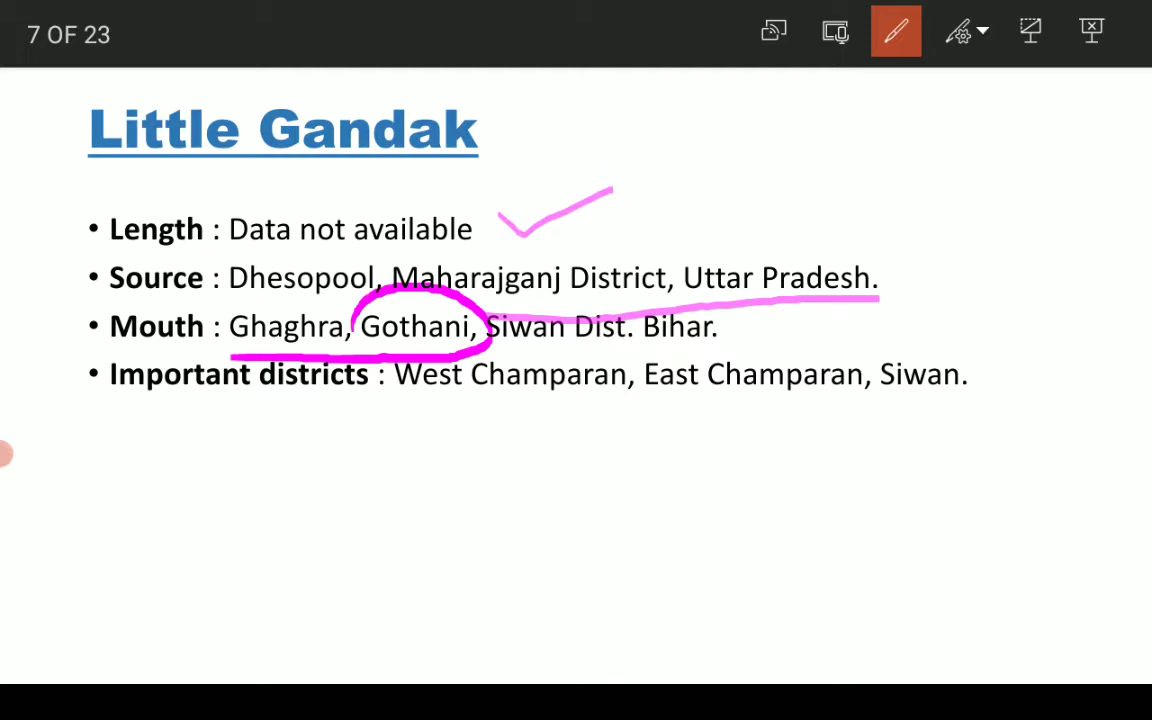 7 OF 23
Little Gandak
• Length : Data not available
• Source : Dhesopool, Maharajganj District, Uttar Pradesh.
• Mouth : Ghaghra, Gothani, Siwan Dist. Bihar.
• Important districts : West Champaran, East Champaran, Siwan.